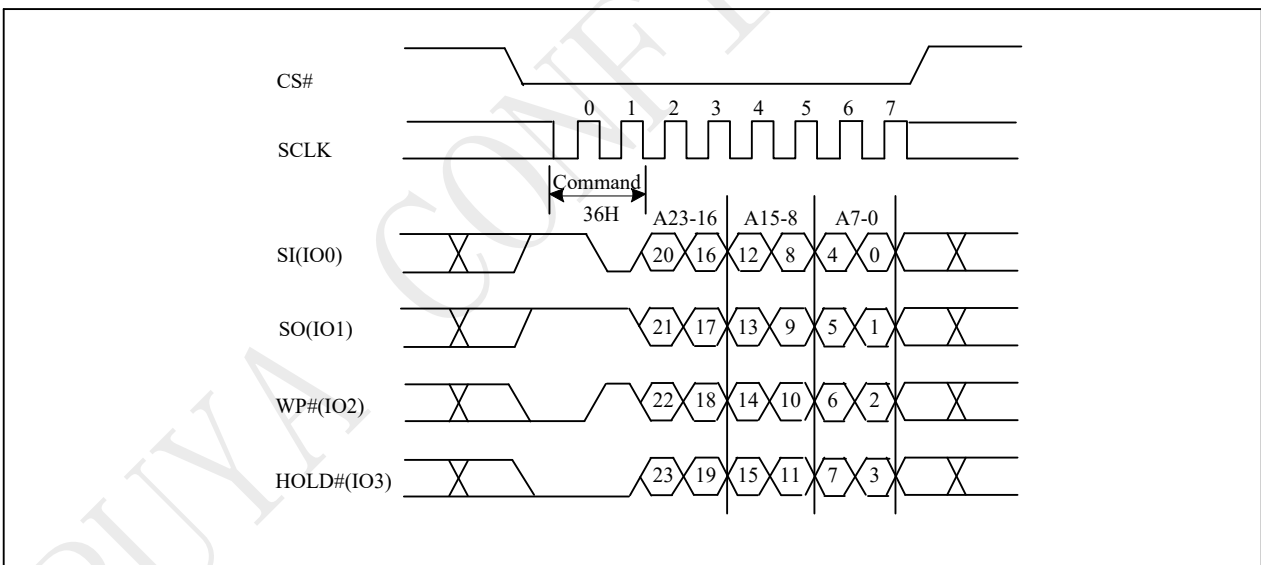 CS#
0 1 2 3 4 5 6 7
SCLK
Command
36H
A23-16 A15-8 A7-0
SI(IO0) 20 16 12 8 4 0
SO(IO1) 21 17 13 9 5 1
WP#(IO2) 22 18 14 10 6 2
HOLD#(IO3) 23 19 15 11 7 3